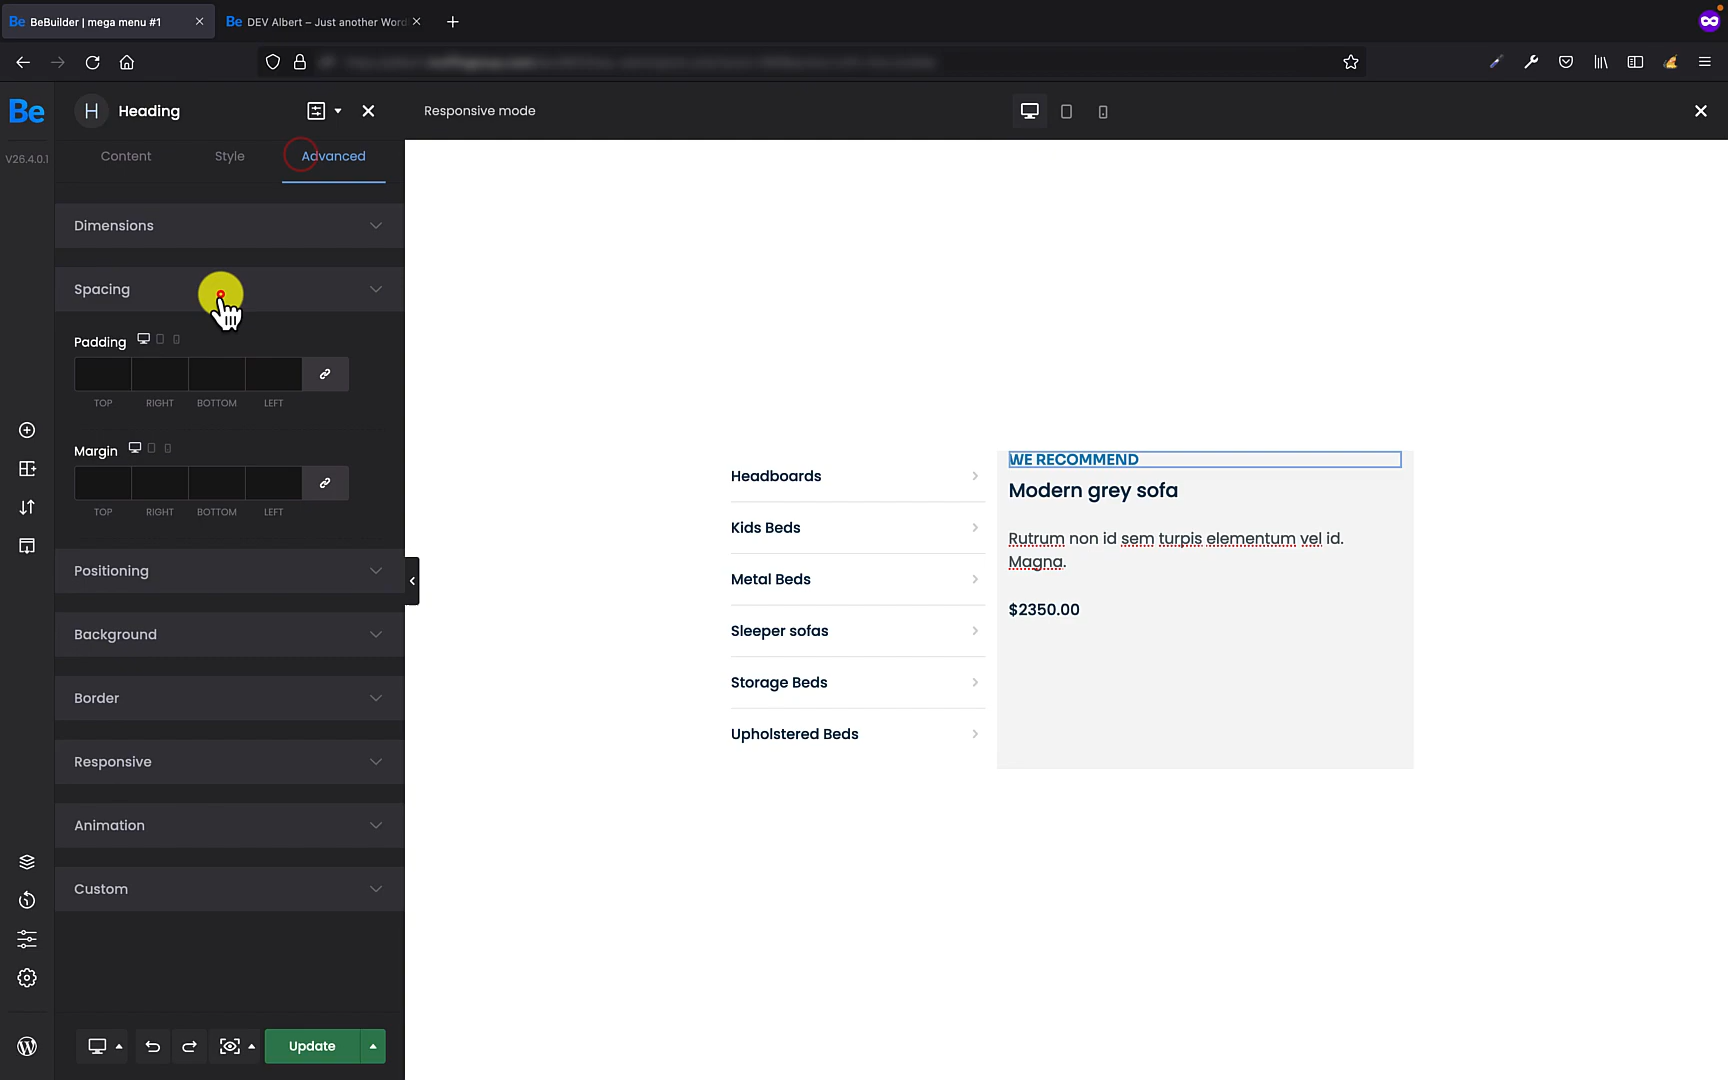 Be BeBuilder | mega menu #1
Be DEV Albert – Just another Word
Be
V26.4.0.1
H Heading
Responsive mode
Content Style Advanced
Dimensions
Spacing
Padding
TOP RIGHT BOTTOM LEFT
Margin
TOP RIGHT BOTTOM LEFT
Positioning
Background
Border
Responsive
Animation
Custom
Update
Headboards
Kids Beds
Metal Beds
Sleeper sofas
Storage Beds
Upholstered Beds
WE RECOMMEND
Modern grey sofa
Rutrum non id sem turpis elementum vel id.
Magna.
$2350.00